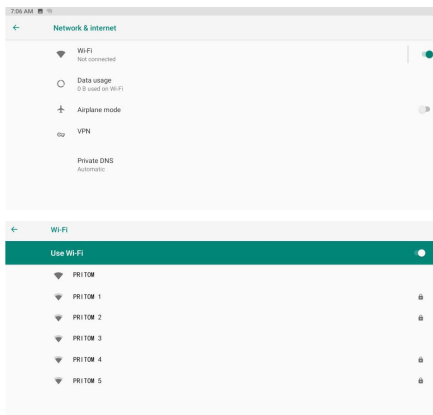 7:06 AM
Network & internet
Wi-Fi
Not connected
Data usage
0 B used on Wi-Fi
Airplane mode
VPN
Private DNS
Automatic
Wi-Fi
Use Wi-Fi
PRITOM
PRITOM 1
PRITOM 2
PRITOM 3
PRITOM 4
PRITOM 5